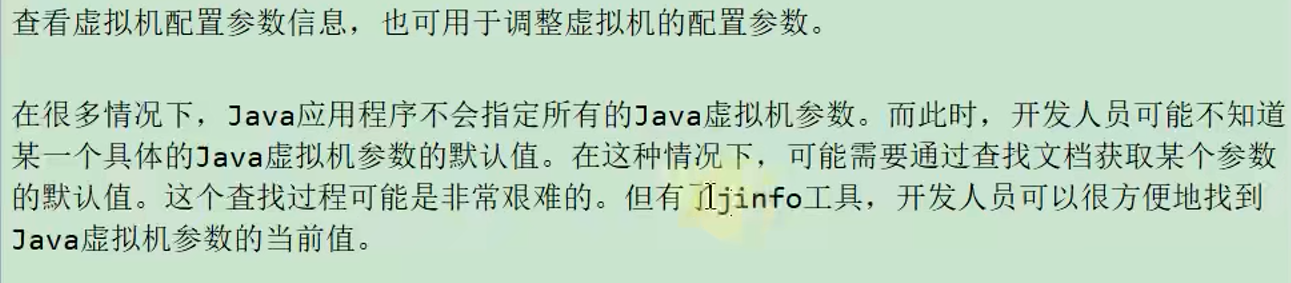 查看虚拟机配置参数信息，也可用于调整虚拟机的配置参数。
在很多情况下，Java应用程序不会指定所有的Java虚拟机参数。而此时，开发人员可能不知道
某一个具体的Java虚拟机参数的默认值。在这种情况下，可能需要通过查找文档获取某个参数
的默认值。这个查找过程可能是非常艰难的。但有了jinfo工具，开发人员可以很方便地找到
Java虚拟机参数的当前值。